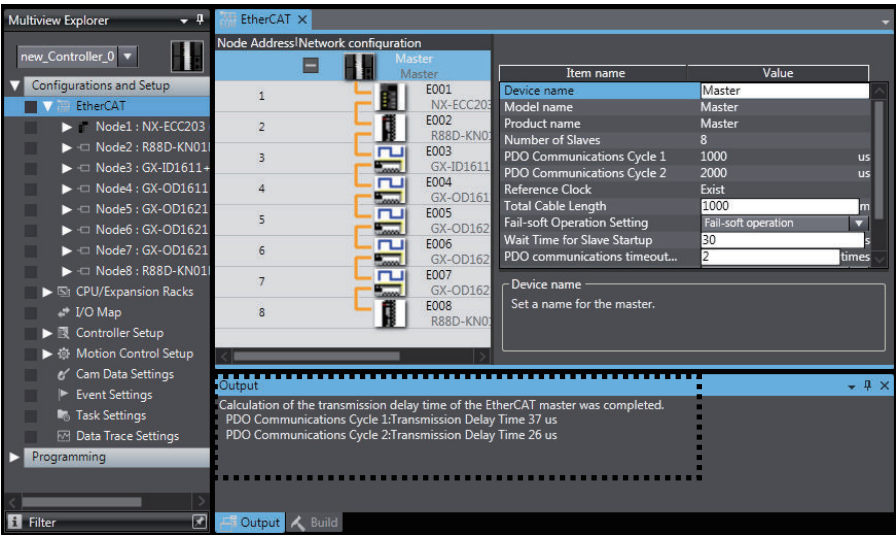 Multiview Explorer
new_Controller_0
Configurations and Setup
EtherCAT
Node1 : NX-ECC203
Node2 : R88D-KN01
Node3 : GX-ID1611+
Node4 : GX-OD1611
Node5 : GX-OD1621
Node6 : GX-OD1621
Node7 : GX-OD1621
Node8 : R88D-KN01
CPU/Expansion Racks
I/O Map
Controller Setup
Motion Control Setup
Cam Data Settings
Event Settings
Task Settings
Data Trace Settings
Programming
Filter
EtherCAT
Node Address Network configuration
Master
Master
1 E001
NX-ECC203
2 E002
R88D-KN0
3 E003
GX-ID1611
4 E004
GX-OD161
5 E005
GX-OD162
6 E006
GX-OD162
7 E007
GX-OD162
8 E008
R88D-KN0
Item name Value
Device name Master
Model name Master
Product name Master
Number of Slaves 8
PDO Communications Cycle 1 1000 us
PDO Communications Cycle 2 2000 us
Reference Clock Exist
Total Cable Length 1000 m
Fail-soft Operation Setting Fail-soft operation
Wait Time for Slave Startup 30 s
PDO communications timeout... 2 times
Device name
Set a name for the master.
Output
Calculation of the transmission delay time of the EtherCAT master was completed.
PDO Communications Cycle 1:Transmission Delay Time 37 us
PDO Communications Cycle 2:Transmission Delay Time 26 us
Output Build